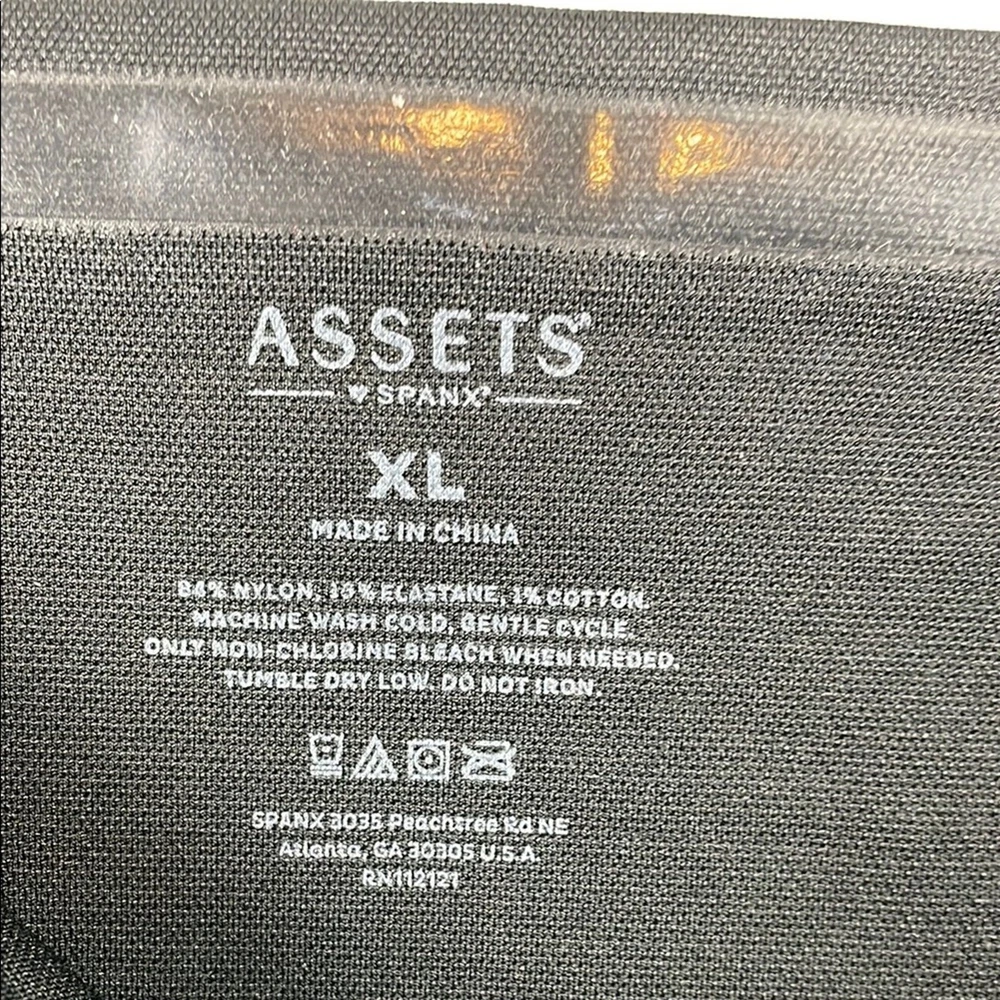 ASSETS®
♥ SPANX®
XL
MADE IN CHINA
84% NYLON, 15% ELASTANE, 1% COTTON.
MACHINE WASH COLD, GENTLE CYCLE.
ONLY NON-CHLORINE BLEACH WHEN NEEDED.
TUMBLE DRY LOW. DO NOT IRON.
SPANX 3035 Peachtree Rd NE
Atlanta, GA 30305 U.S.A.
RN112121